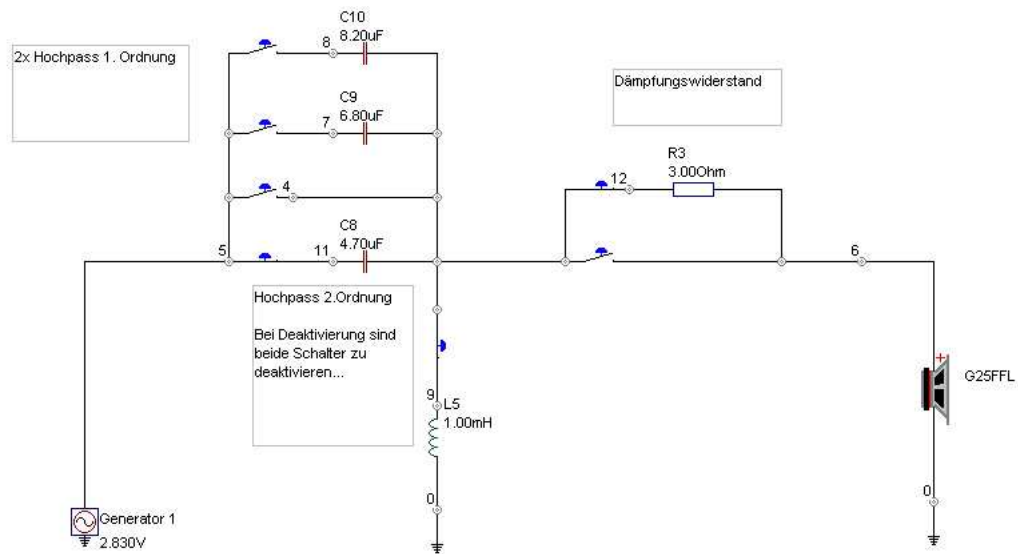 C10
8.20uF
8
2x Hochpass 1. Ordnung
C9
6.80uF
7
Dämpfungswiderstand
R3
3.00Ohm
12
4
C8
4.70uF
5
11
6
Hochpass 2.Ordnung
Bei Deaktivierung sind
beide Schalter zu
deaktivieren...
G25FFL
9
L5
1.00mH
0
0
Generator 1
2.830V